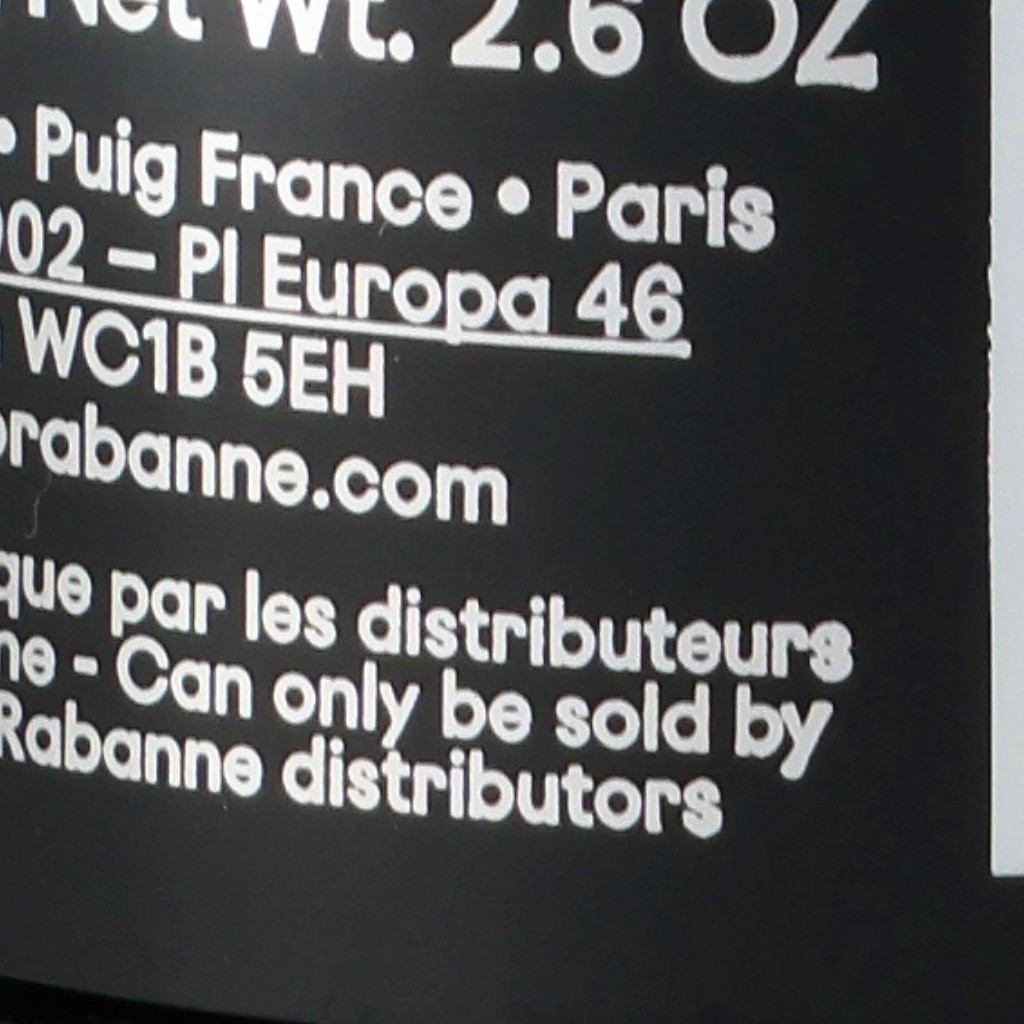 Net Wt. 2.6 OZ
• Puig France • Paris
02 – Pl Europa 46
WC1B 5EH
rabanne.com
que par les distributeurs
ne - Can only be sold by
Rabanne distributors